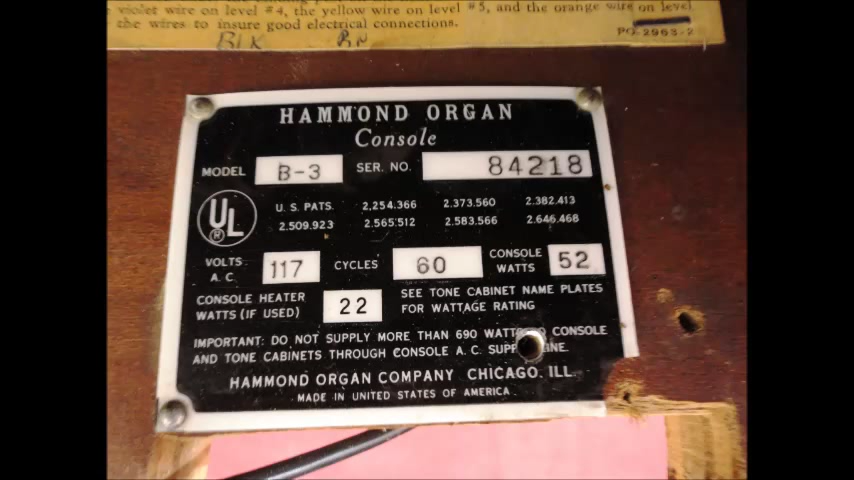 violet wire on level #4, the yellow wire on level #5, and the orange wire on level
the wires to insure good electrical connections.
PO-2963-2
BLK BN
HAMMOND ORGAN
Console
MODEL B-3 SER. NO. 84218
UL
U. S. PATS. 2,254,366 2,373,560 2,382,413
2,509,923 2,565,512 2,583,566 2,646,468
VOLTS A. C. 117 CYCLES 60 CONSOLE WATTS 52
CONSOLE HEATER WATTS (IF USED) 22 SEE TONE CABINET NAME PLATES FOR WATTAGE RATING
IMPORTANT: DO NOT SUPPLY MORE THAN 690 WATTS CONSOLE
AND TONE CABINETS THROUGH CONSOLE A. C. 
HAMMOND ORGAN COMPANY CHICAGO. ILL.
MADE IN UNITED STATES OF AMERICA